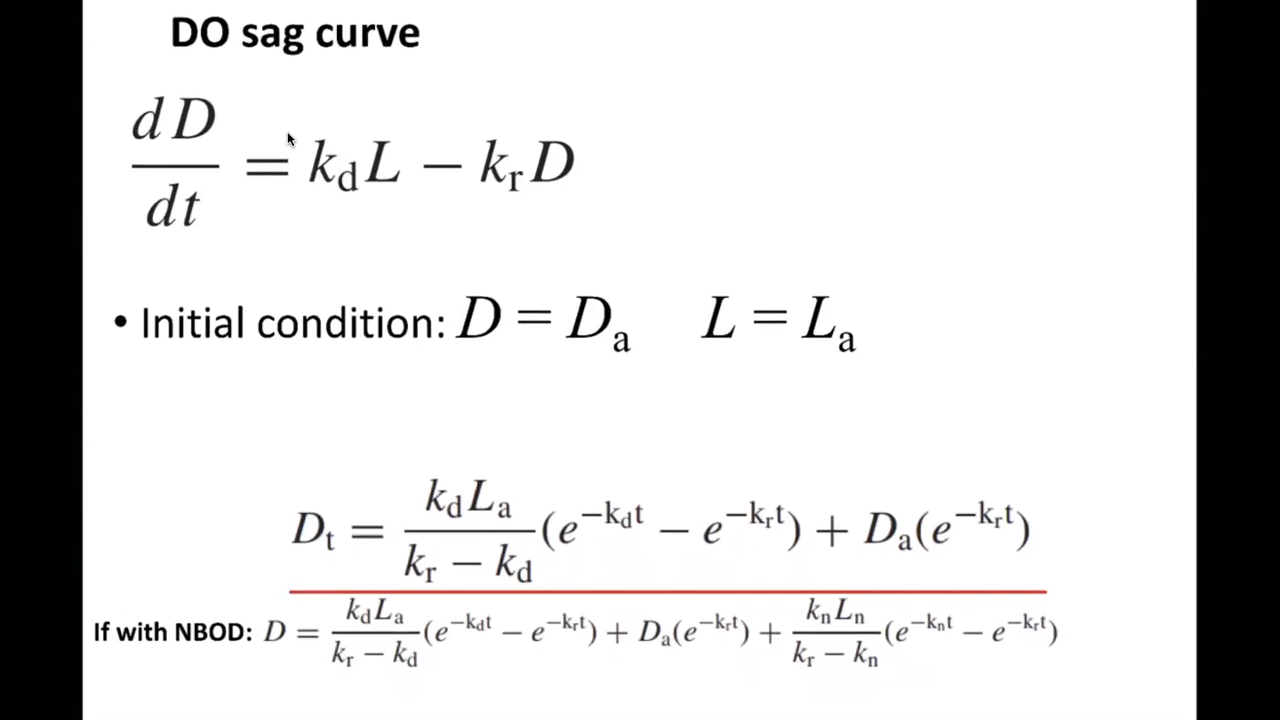 DO sag curve
dD/dt = k_d L − k_r D
• Initial condition: D = D_a L = L_a
D_t = k_d L_a / (k_r − k_d) (e^{−k_d t} − e^{−k_r t}) + D_a(e^{−k_r t})
If with NBOD: D = k_d L_a / (k_r − k_d) (e^{−k_d t} − e^{−k_r t}) + D_a(e^{−k_r t}) + k_n L_n / (k_r − k_n) (e^{−k_n t} − e^{−k_r t})